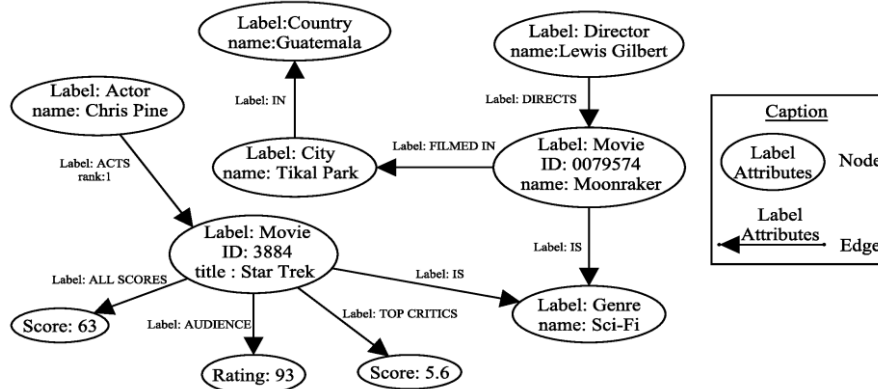 Label:Country
name:Guatemala
Label: Director
name:Lewis Gilbert
Label: IN
Label: DIRECTS
Label: Actor
name: Chris Pine
Label: ACTS
rank:1
Label: City
name: Tikal Park
Label: FILMED IN
Label: Movie
ID: 0079574
name: Moonraker
Label: Movie
ID: 3884
title : Star Trek
Label: IS
Label: IS
Label: ALL SCORES
Label: AUDIENCE
Label: TOP CRITICS
Label: Genre
name: Sci-Fi
Score: 63
Rating: 93
Score: 5.6
Caption
Label
Attributes
Node
Label
Attributes
Edge